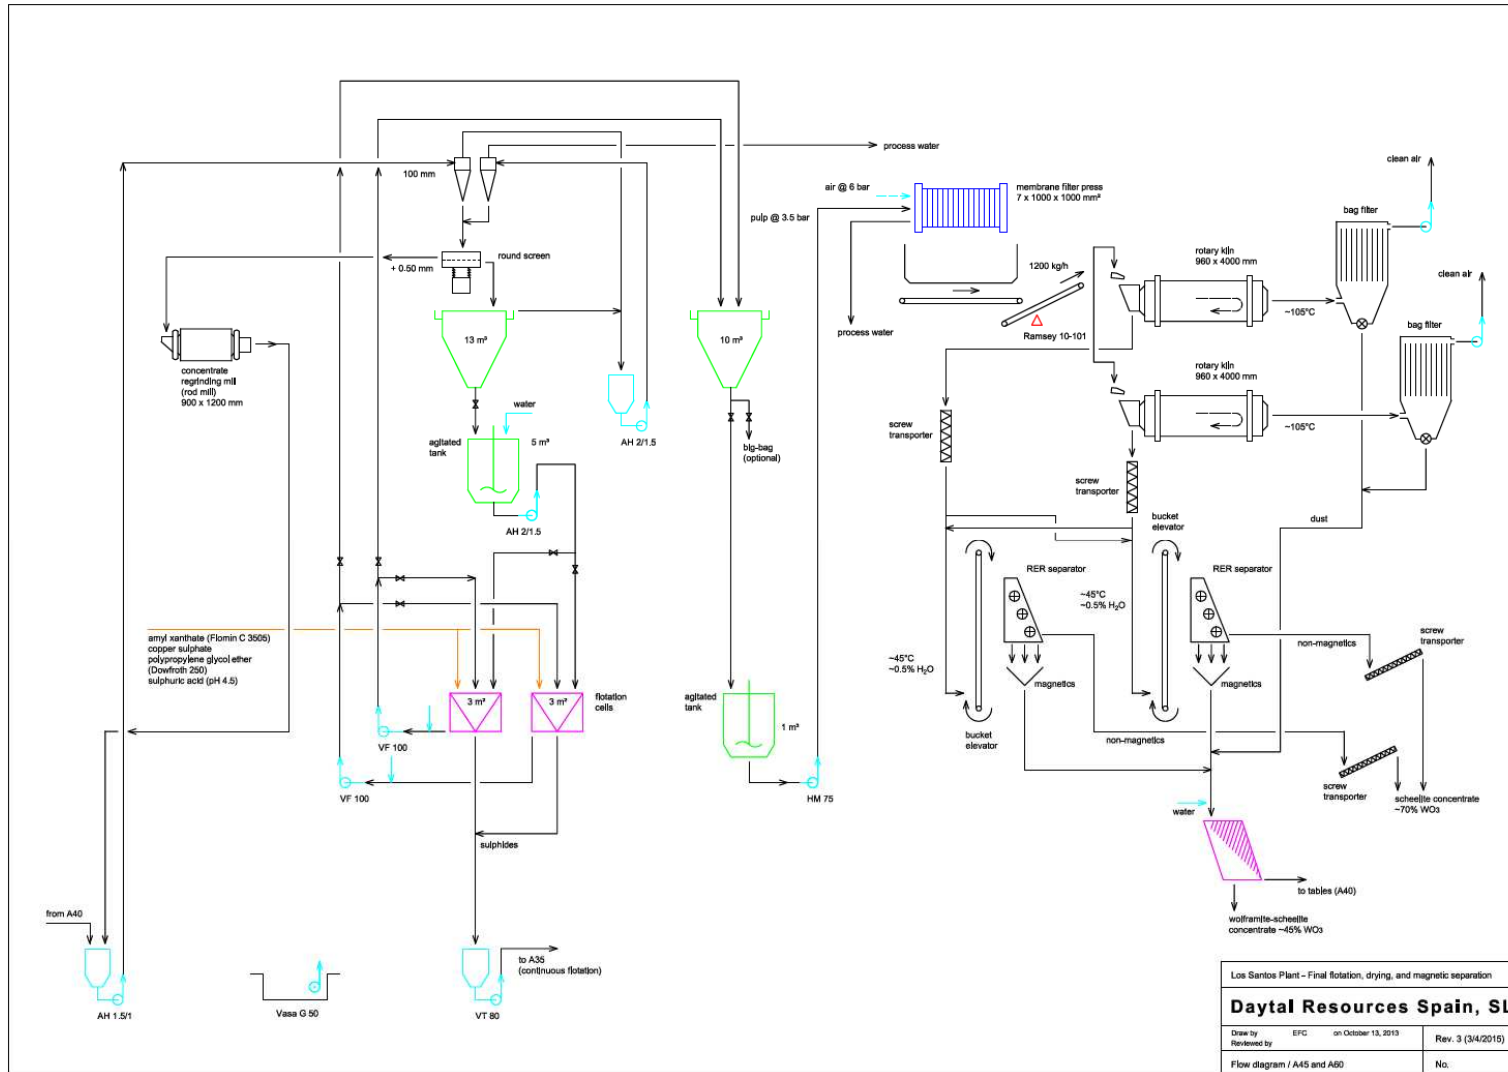 process water
100 mm
air @ 6 bar
membrane filter press
7 x 1000 x 1000 mm²
pulp @ 3.5 bar
clean air
bag filter
round screen
+ 0.50 mm
rotary kiln
960 x 4000 mm
1200 kg/h
clean air
~105°C
bag filter
process water
Ramsey 10-101
13 m³
10 m³
concentrate
regrinding mill
(rod mill)
900 x 1200 mm
rotary kiln
960 x 4000 mm
water
AH 2/1.5
agitated
tank
5 m³
big-bag
(optional)
screw
transporter
~105°C
screw
transporter
AH 2/1.5
bucket
elevator
dust
RER separator
RER separator
~45°C
~0.5% H2O
amyl xanthate (Flomin C 3505)
copper sulphate
polypropylene glycol ether
(Dowfroth 250)
sulphuric acid (pH 4.5)
non-magnetics
screw
transporter
~45°C
~0.5% H2O
magnetics
magnetics
3 m³
3 m³
flotation
cells
agitated
tank
1 m³
VF 100
bucket
elevator
non-magnetics
VF 100
HM 75
screw
transporter
scheelite concentrate
~70% WO3
water
sulphides
to tables (A40)
from A40
wolframite-scheelite
concentrate ~45% WO3
to A35
(continuous flotation)
AH 1.5/1
Vasa G 50
VT 80
Los Santos Plant – Final flotation, drying, and magnetic separation
Daytal Resources Spain, SL
Draw by EFC on October 13, 2013
Reviewed by
Rev. 3 (3/4/2015)
Flow diagram / A45 and A60
No.